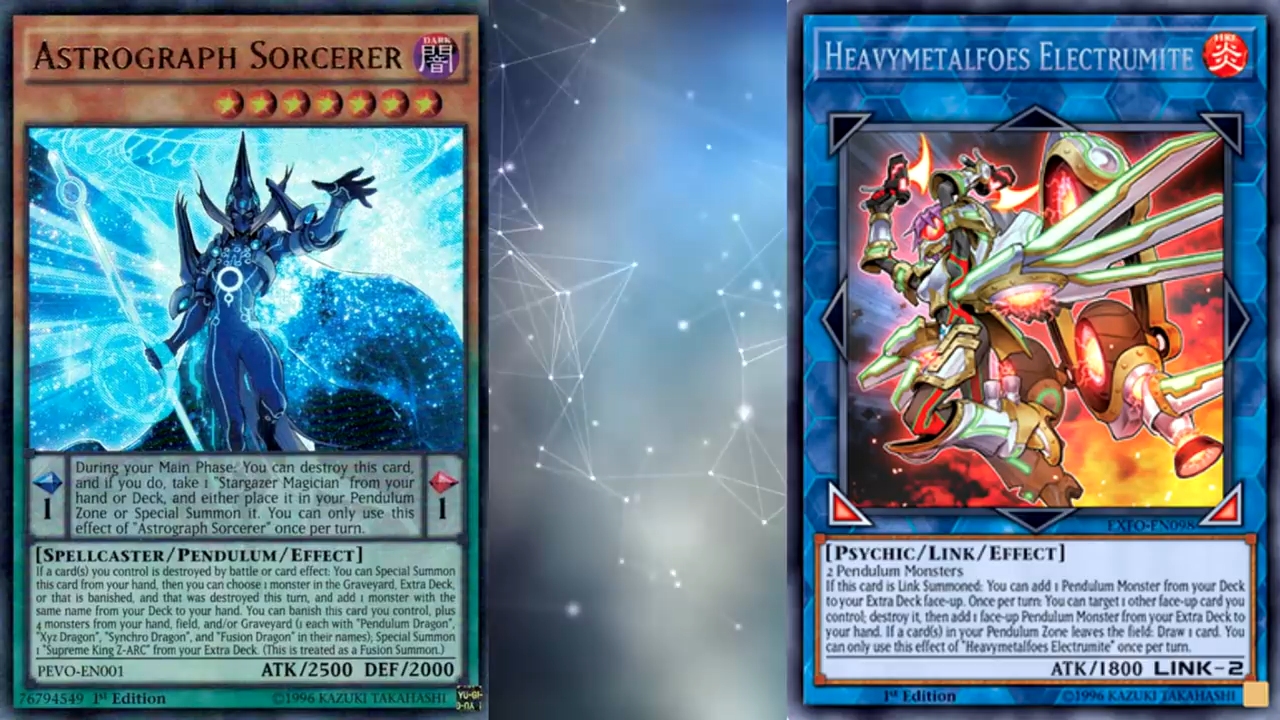 ASTROGRAPH SORCERER
DARK
闇
1
During your Main Phase: You can destroy this card,
and if you do, take 1 "Stargazer Magician" from your
hand or Deck, and either place it in your Pendulum
Zone or Special Summon it. You can only use this
effect of "Astrograph Sorcerer" once per turn.
1
[SPELLCASTER/PENDULUM/EFFECT]
If a card(s) you control is destroyed by battle or card effect: You can Special Summon
this card from your hand, then you can choose 1 monster in the Graveyard, Extra Deck,
or that is banished, and that was destroyed this turn, and add 1 monster with the
same name from your Deck to your hand. You can banish this card you control, plus
4 monsters from your hand, field, and/or Graveyard (1 each with "Pendulum Dragon",
"Xyz Dragon", "Synchro Dragon", and "Fusion Dragon" in their names); Special Summon
1 "Supreme King Z-ARC" from your Extra Deck. (This is treated as a Fusion Summon.)
PEVO-EN001
ATK/2500 DEF/2000
76794549
1st Edition
©1996 KAZUKI TAKAHASHI
HEAVYMETALFOES ELECTRUMITE
FIRE
炎
EXFO-EN098
[PSYCHIC/LINK/EFFECT]
2 Pendulum Monsters
If this card is Link Summoned: You can add 1 Pendulum Monster from your Deck
to your Extra Deck face-up. Once per turn: You can target 1 other face-up card you
control; destroy it, then add 1 face-up Pendulum Monster from your Extra Deck to
your hand. If a card(s) in your Pendulum Zone leaves the field: Draw 1 card. You
can only use this effect of "Heavymetalfoes Electrumite" once per turn.
ATK/1800 LINK-2
1st Edition
©1996 KAZUKI TAKAHASHI